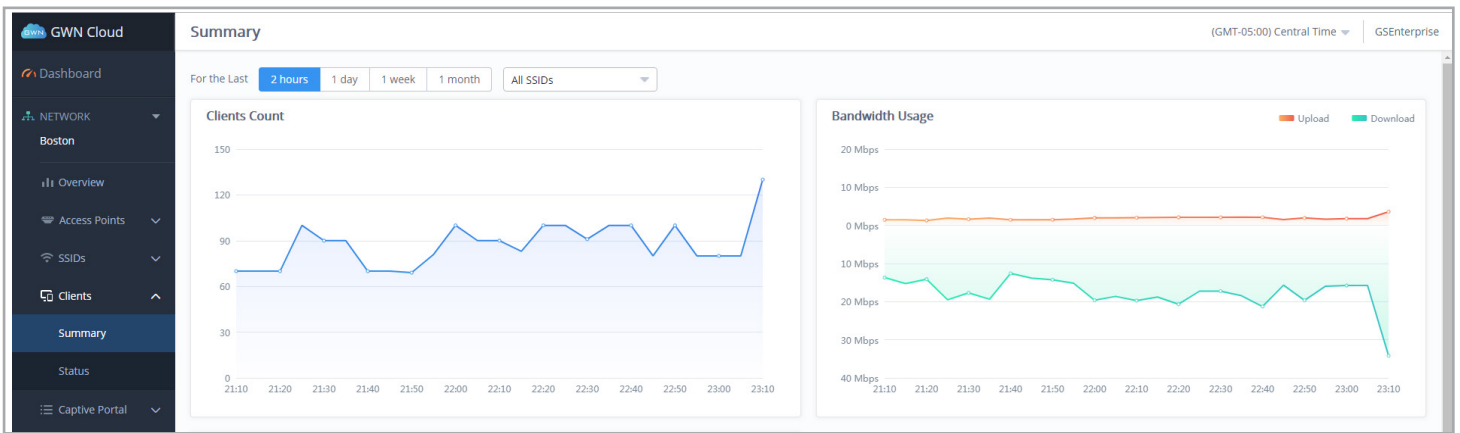 GWN GWN Cloud
Summary
(GMT-05:00) Central Time
GSEnterprise
Dashboard
NETWORK
Boston
Overview
Access Points
SSIDs
Clients
Summary
Status
Captive Portal
For the Last 2 hours 1 day 1 week 1 month All SSIDs
Clients Count
150
120
90
60
30
0
21:10 21:20 21:30 21:40 21:50 22:00 22:10 22:20 22:30 22:40 22:50 23:00 23:10
Bandwidth Usage
Upload Download
20 Mbps
10 Mbps
0 Mbps
10 Mbps
20 Mbps
30 Mbps
40 Mbps
21:10 21:20 21:30 21:40 21:50 22:00 22:10 22:20 22:30 22:40 22:50 23:00 23:10